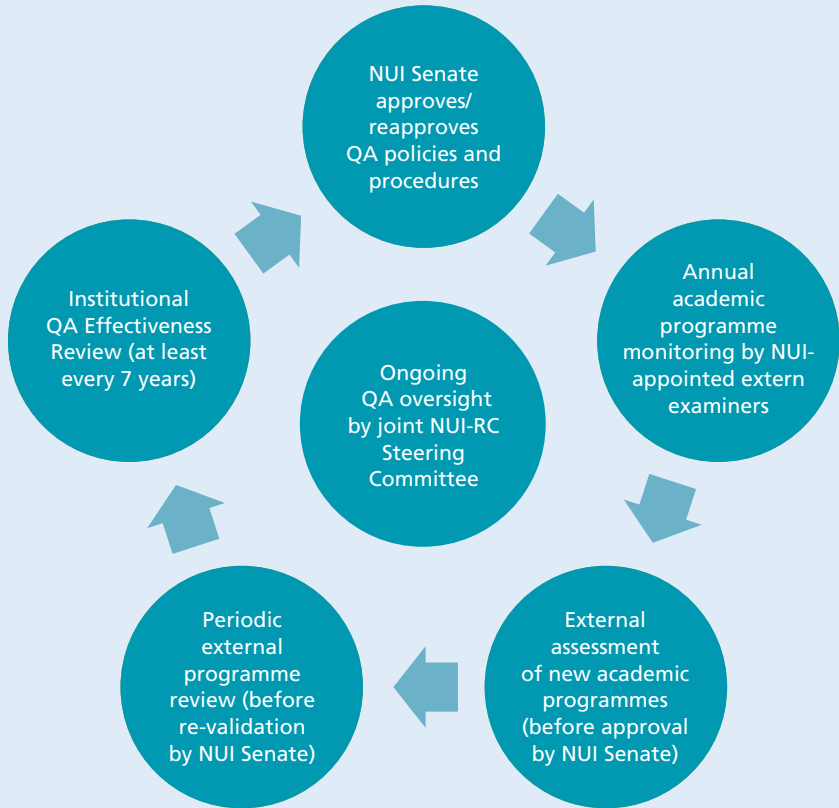 NUI Senate
approves/
reapproves
QA policies and
procedures
Annual
academic
programme
monitoring by NUI-
appointed extern
examiners
External
assessment
of new academic
programmes
(before approval
by NUI Senate)
Periodic
external
programme
review (before
re-validation
by NUI Senate)
Institutional
QA Effectiveness
Review (at least
every 7 years)
Ongoing
QA oversight
by joint NUI-RC
Steering
Committee